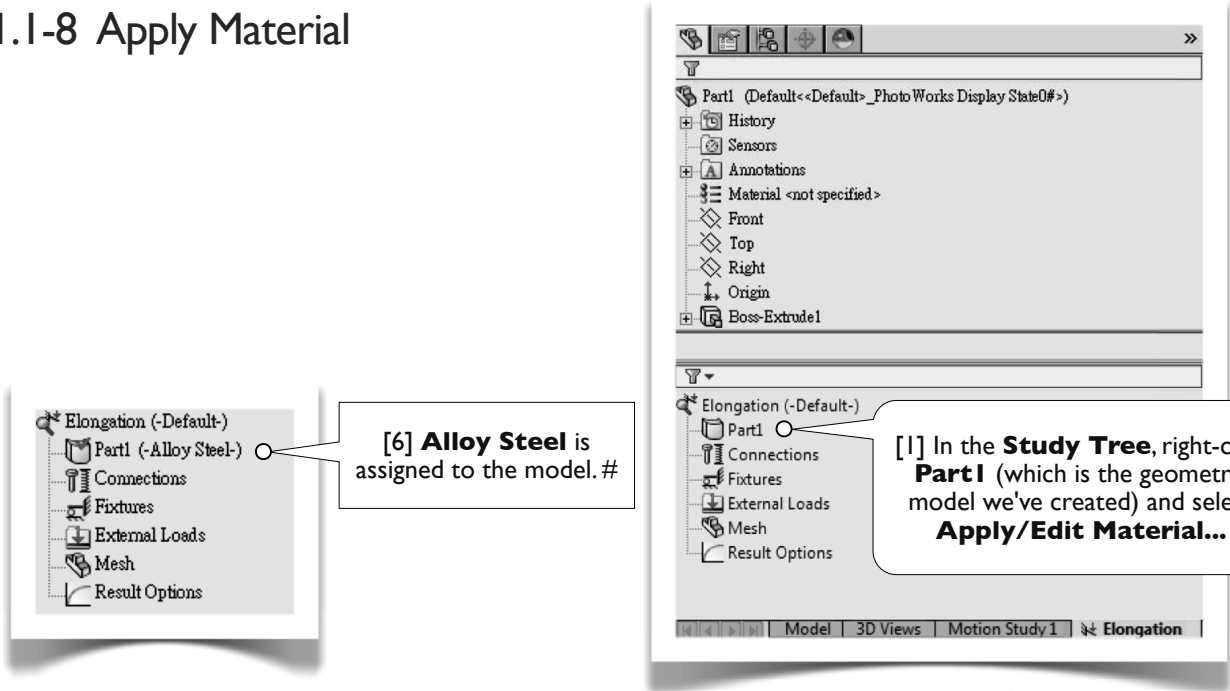 1.1-8 Apply Material
»
Part1 (Default<<Default>_PhotoWorks Display State0#>)
History
Sensors
A Annotations
Material <not specified>
Front
Top
Right
Origin
Boss-Extrude1
Elongation (-Default-)
Part1
Connections
Fixtures
External Loads
Mesh
Result Options
[1] In the Study Tree, right-c
Part1 (which is the geometr
model we've created) and sele
Apply/Edit Material...
Model 3D Views Motion Study 1 Elongation
Elongation (-Default-)
Part1 (-Alloy Steel-)
Connections
Fixtures
External Loads
Mesh
Result Options
[6] Alloy Steel is
assigned to the model.#